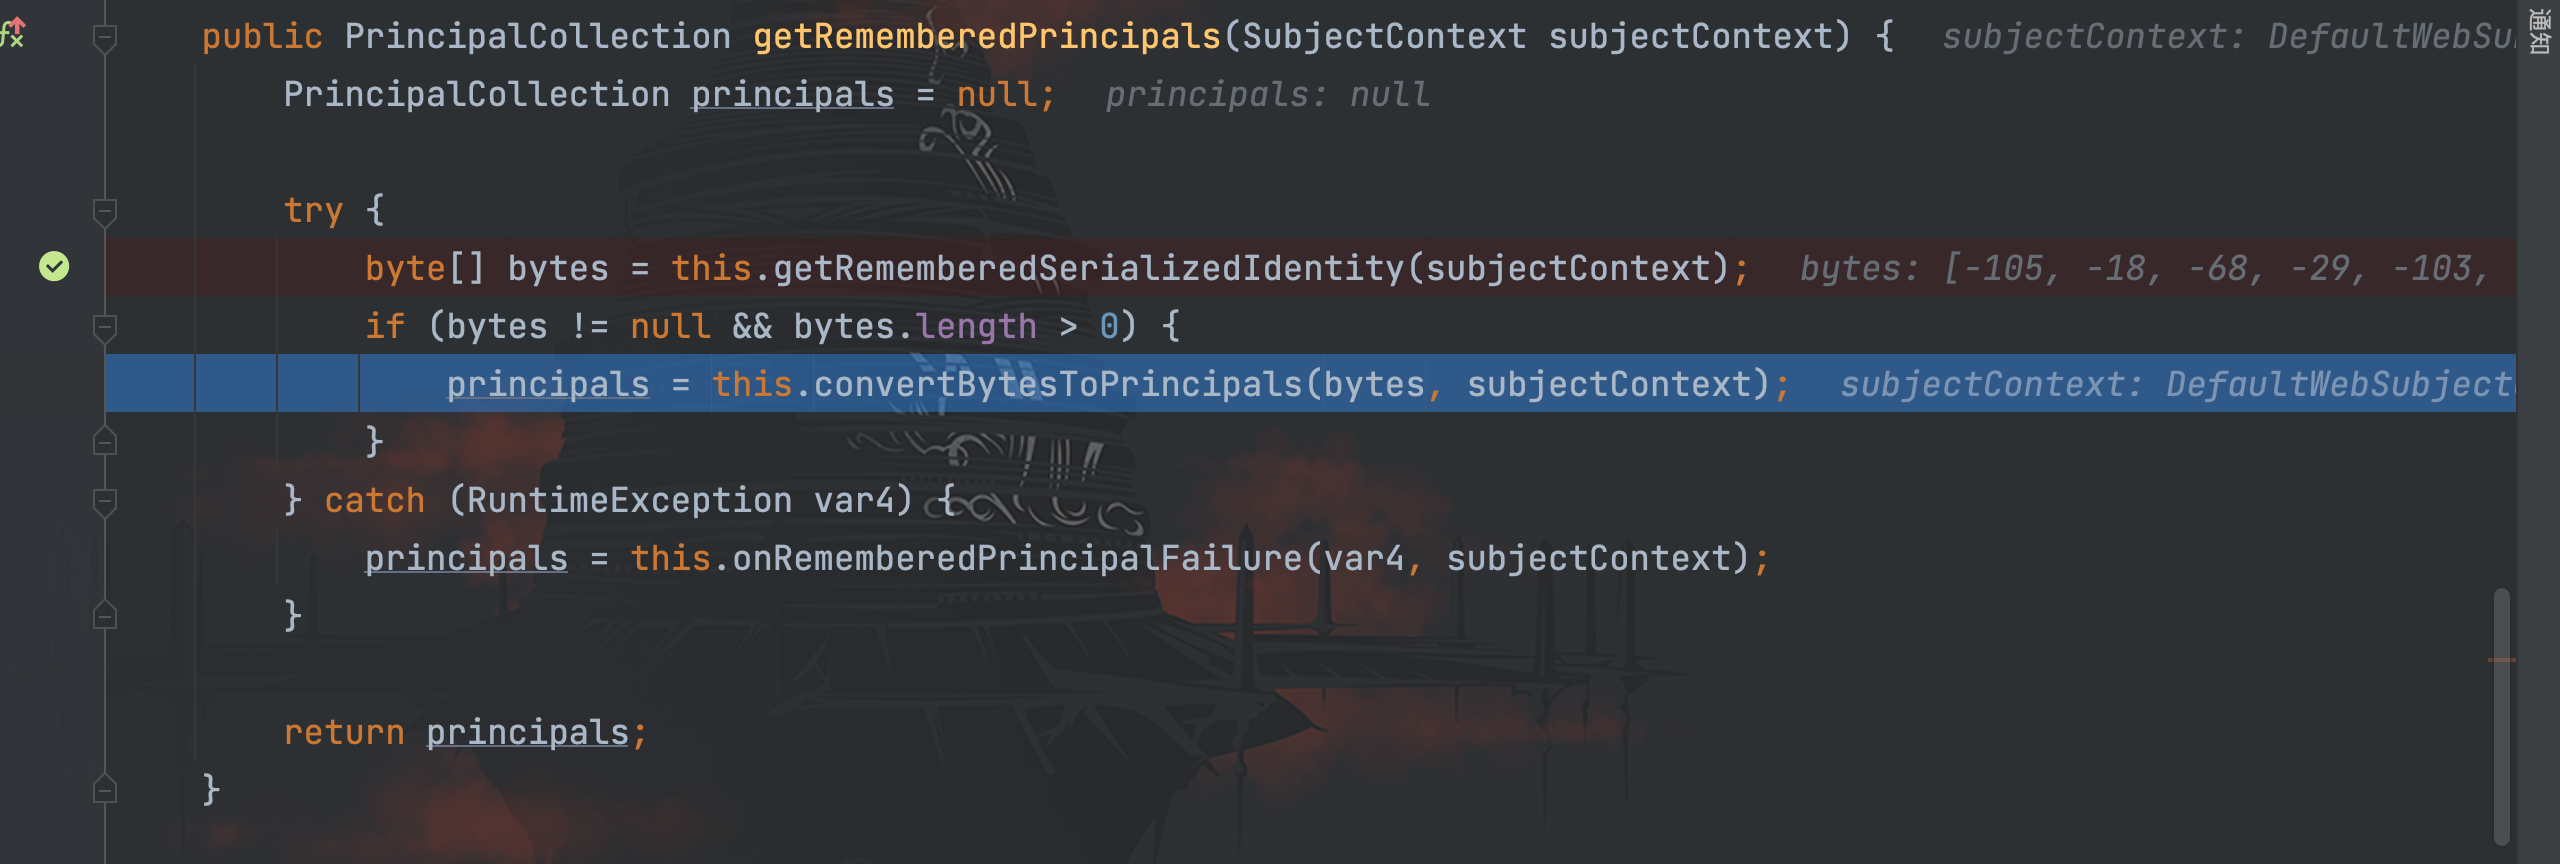 public PrincipalCollection getRememberedPrincipals(SubjectContext subjectContext) { subjectContext: DefaultWebSu
PrincipalCollection principals = null; principals: null
try {
byte[] bytes = this.getRememberedSerializedIdentity(subjectContext); bytes: [-105, -18, -68, -29, -103,
if (bytes != null && bytes.length > 0) {
principals = this.convertBytesToPrincipals(bytes, subjectContext); subjectContext: DefaultWebSubject
}
} catch (RuntimeException var4) {
principals = this.onRememberedPrincipalFailure(var4, subjectContext);
}
return principals;
}
通知